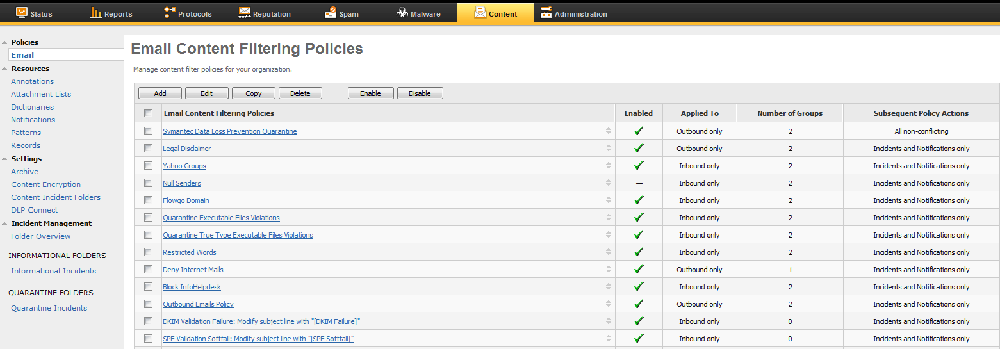 Status Reports Protocols Reputation Spam Malware Content Administration
Policies
Email
Resources
Annotations
Attachment Lists
Dictionaries
Notifications
Patterns
Records
Settings
Archive
Content Encryption
Content Incident Folders
DLP Connect
Incident Management
Folder Overview
INFORMATIONAL FOLDERS
Informational Incidents
QUARANTINE FOLDERS
Quarantine Incidents
Email Content Filtering Policies
Manage content filter policies for your organization.
Add Edit Copy Delete Enable Disable
Email Content Filtering Policies Enabled Applied To Number of Groups Subsequent Policy Actions
Symantec Data Loss Prevention Quarantine Outbound only 2 All non-conflicting
Legal Disclaimer Outbound only 2 Incidents and Notifications only
Yahoo Groups Inbound only 2 Incidents and Notifications only
Null Senders — Inbound only 2 Incidents and Notifications only
Flowgo Domain Inbound only 2 Incidents and Notifications only
Quarantine Executable Files Violations Inbound only 2 Incidents and Notifications only
Quarantine True Type Executable Files Violations Inbound only 2 Incidents and Notifications only
Restricted Words Inbound only 2 Incidents and Notifications only
Deny Internet Mails Outbound only 1 Incidents and Notifications only
Block InfoHelpdesk Inbound only 2 Incidents and Notifications only
Outbound Emails Policy Outbound only 2 Incidents and Notifications only
DKIM Validation Failure: Modify subject line with "[DKIM Failure]" Inbound only 0 Incidents and Notifications only
SPF Validation Softfail: Modify subject line with "[SPF Softfail]" Inbound only 0 Incidents and Notifications only